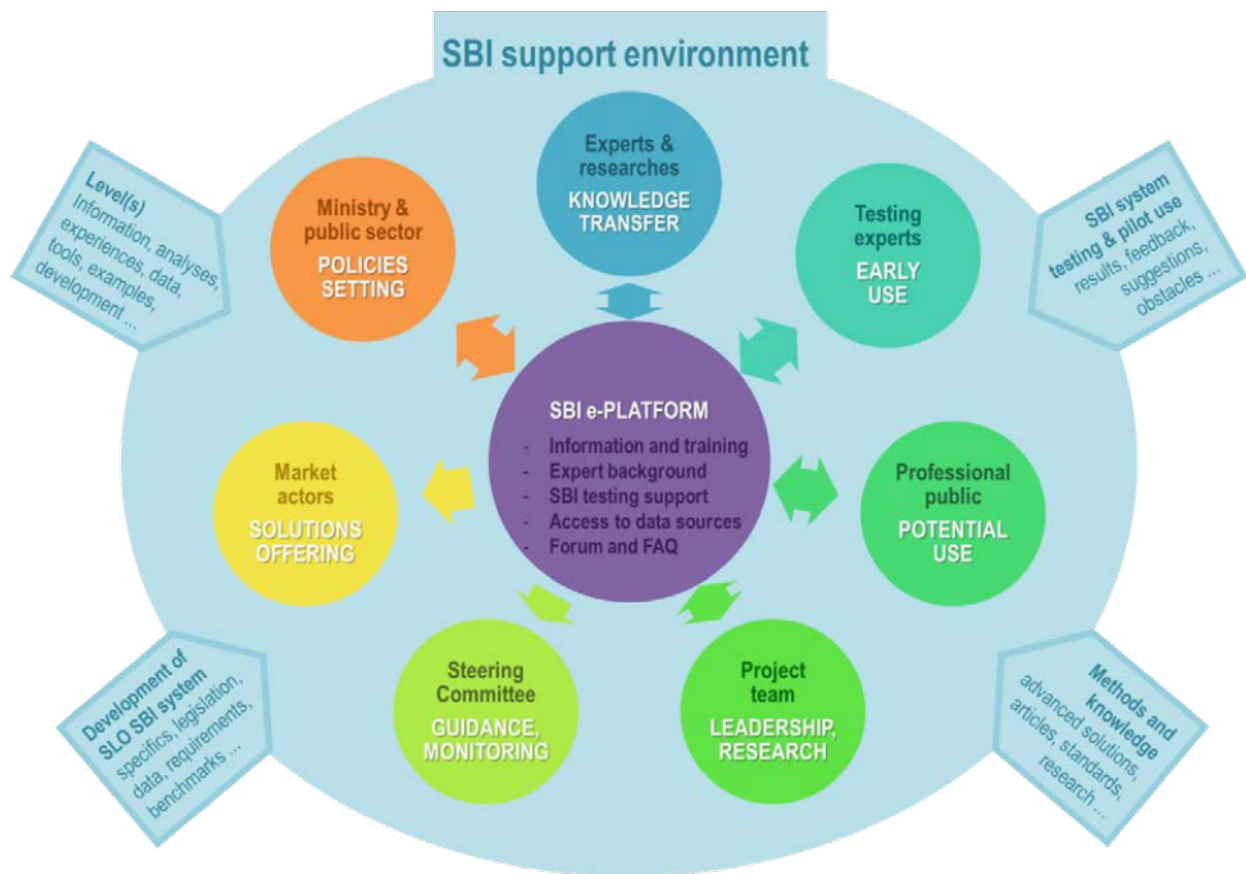 SBI support environment
Experts &
researches
KNOWLEDGE
TRANSFER
Ministry &
public sector
POLICIES
SETTING
Testing
experts
EARLY
USE
Level(s)
Information, analyses,
experiences, data,
tools, examples,
development ...
SBI system
testing & pilot use
results, feedback,
suggestions,
obstacles ...
SBI e-PLATFORM
- Information and training
- Expert background
- SBI testing support
- Access to data sources
- Forum and FAQ
Market
actors
SOLUTIONS
OFFERING
Professional
public
POTENTIAL
USE
Steering
Committee
GUIDANCE,
MONITORING
Project
team
LEADERSHIP,
RESEARCH
Development of
SLO SBI system
specifics, legislation,
data, requirements,
benchmarks ...
Methods and
knowledge
advanced solutions,
articles, standards,
research ...